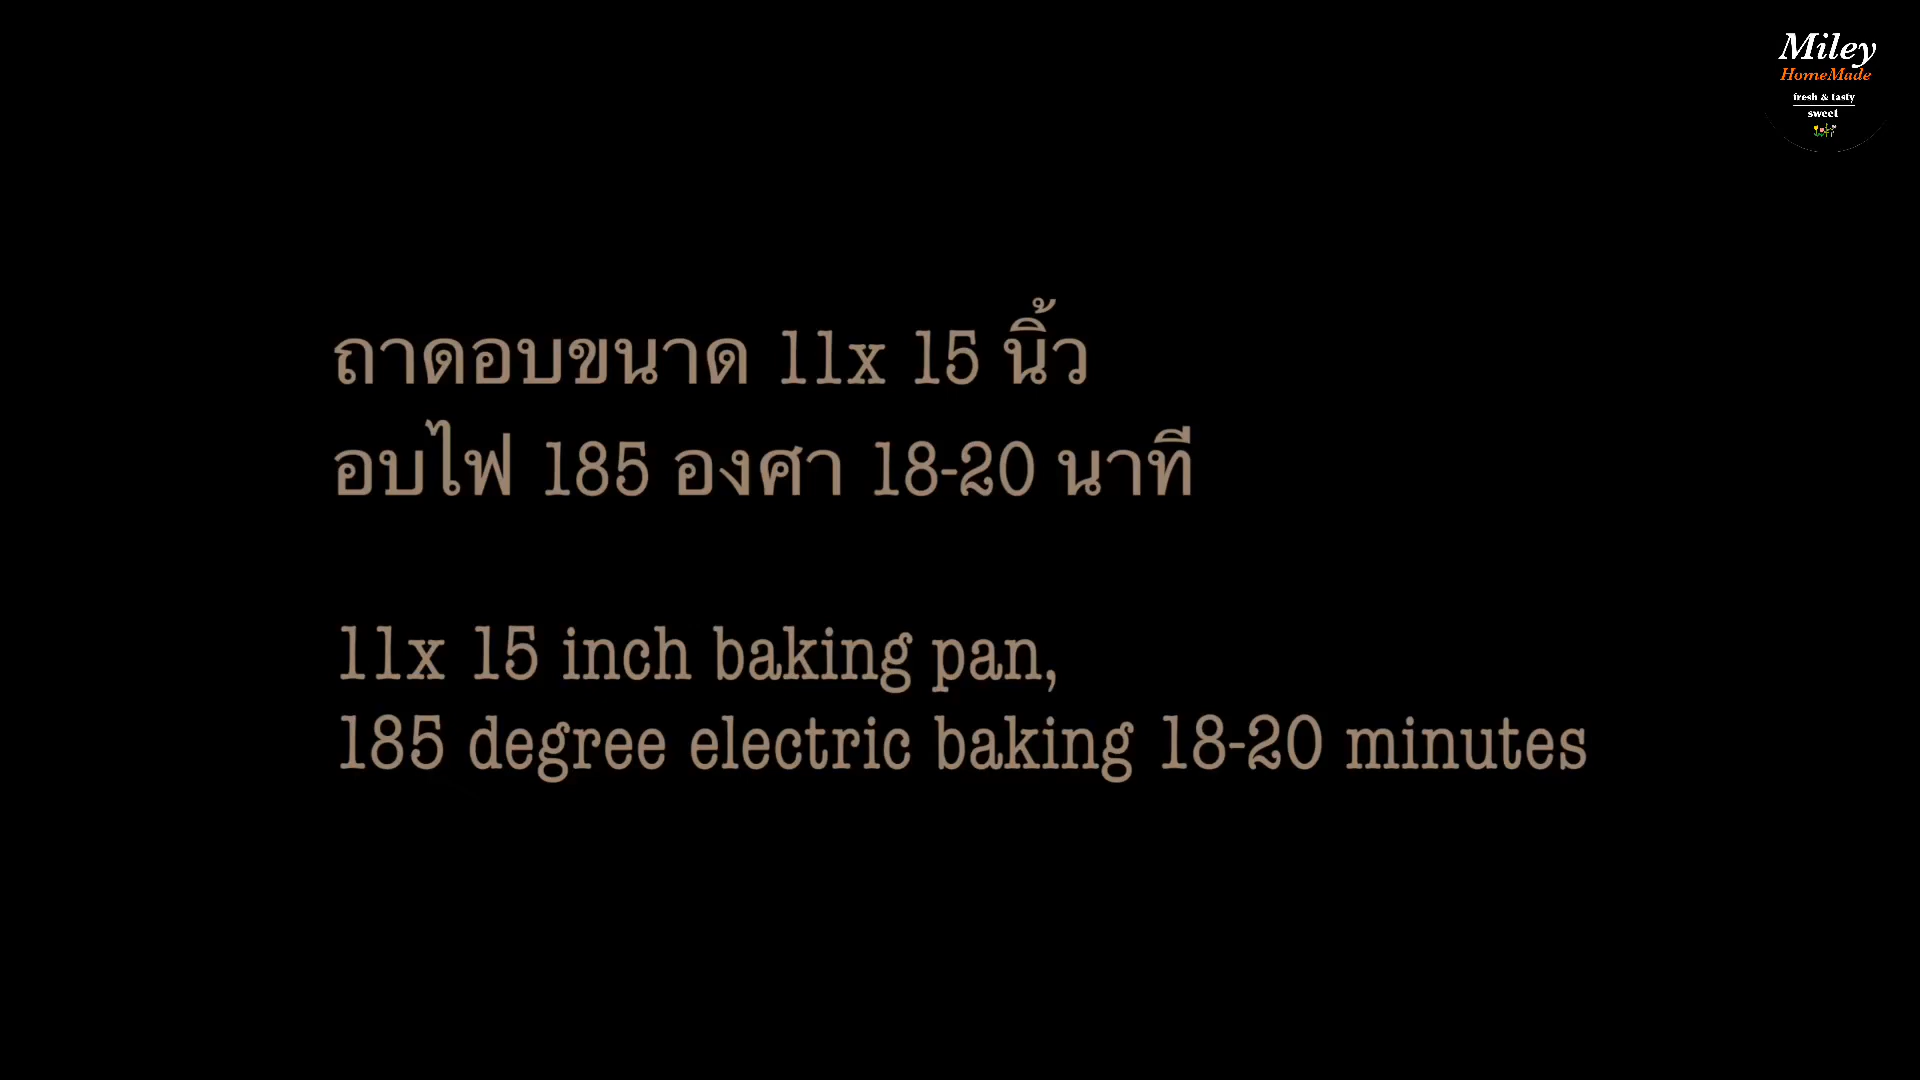 Miley
HomeMade
fresh & tasty
sweet
ถาดอบขนาด 11x 15 นิ้ว
อบไฟ 185 องศา 18-20 นาที
11x 15 inch baking pan,
185 degree electric baking 18-20 minutes